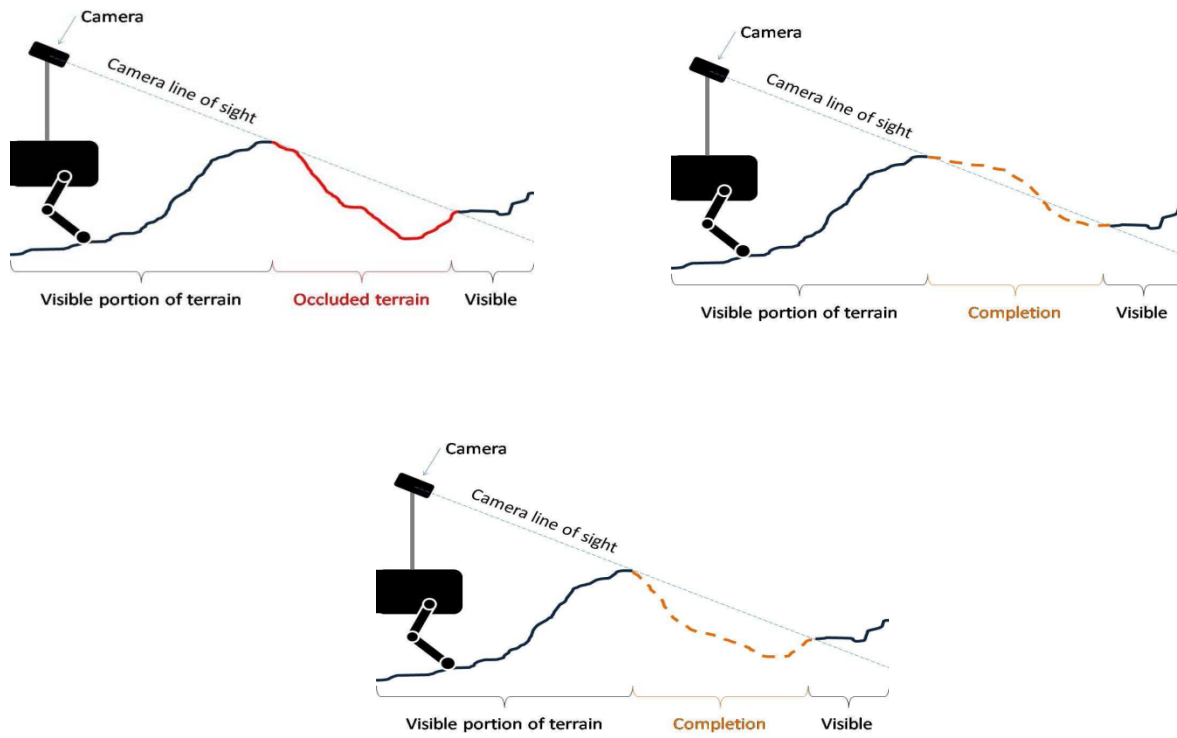 Camera
Camera line of sight
Visible portion of terrain
Occluded terrain
Visible
Camera
Camera line of sight
Visible portion of terrain
Completion
Visible
Camera
Camera line of sight
Visible portion of terrain
Completion
Visible